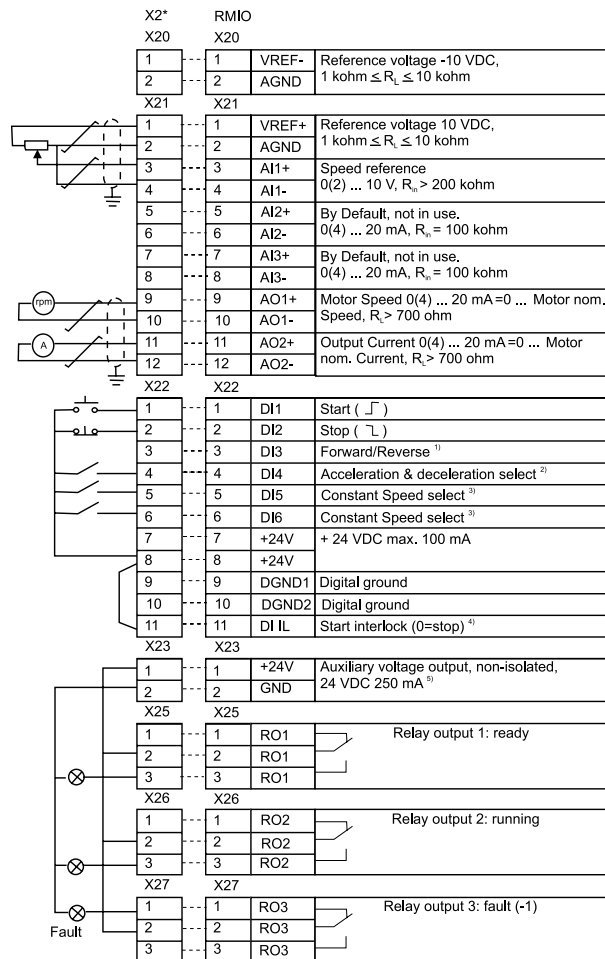 X2* RMIO
X20 X20
1 1 VREF- Reference voltage -10 VDC,
2 2 AGND 1 kohm ≤ RL ≤ 10 kohm
X21 X21
1 1 VREF+ Reference voltage 10 VDC,
2 2 AGND 1 kohm ≤ RL ≤ 10 kohm
3 3 AI1+ Speed reference
4 4 AI1- 0(2) ... 10 V, Rin > 200 kohm
5 5 AI2+ By Default, not in use.
6 6 AI2- 0(4) ... 20 mA, Rin = 100 kohm
7 7 AI3+ By Default, not in use.
8 8 AI3- 0(4) ... 20 mA, Rin = 100 kohm
rpm 9 9 AO1+ Motor Speed 0(4) ... 20 mA =0 ... Motor nom.
10 10 AO1- Speed, RL> 700 ohm
A 11 11 AO2+ Output Current 0(4) ... 20 mA =0 ... Motor
12 12 AO2- nom. Current, RL> 700 ohm
X22 X22
1 1 DI1 Start ( )
2 2 DI2 Stop ( )
3 3 DI3 Forward/Reverse 1)
4 4 DI4 Acceleration & deceleration select 2)
5 5 DI5 Constant Speed select 3)
6 6 DI6 Constant Speed select 3)
7 7 +24V + 24 VDC max. 100 mA
8 8 +24V
9 9 DGND1 Digital ground
10 10 DGND2 Digital ground
11 11 DI IL Start interlock (0=stop) 4)
X23 X23
1 1 +24V Auxiliary voltage output, non-isolated,
2 2 GND 24 VDC 250 mA 5)
X25 X25
1 1 RO1 Relay output 1: ready
2 2 RO1
3 3 RO1
X26 X26
1 1 RO2 Relay output 2: running
2 2 RO2
3 3 RO2
X27 X27
1 1 RO3 Relay output 3: fault (-1)
Fault 2 2 RO3
3 3 RO3